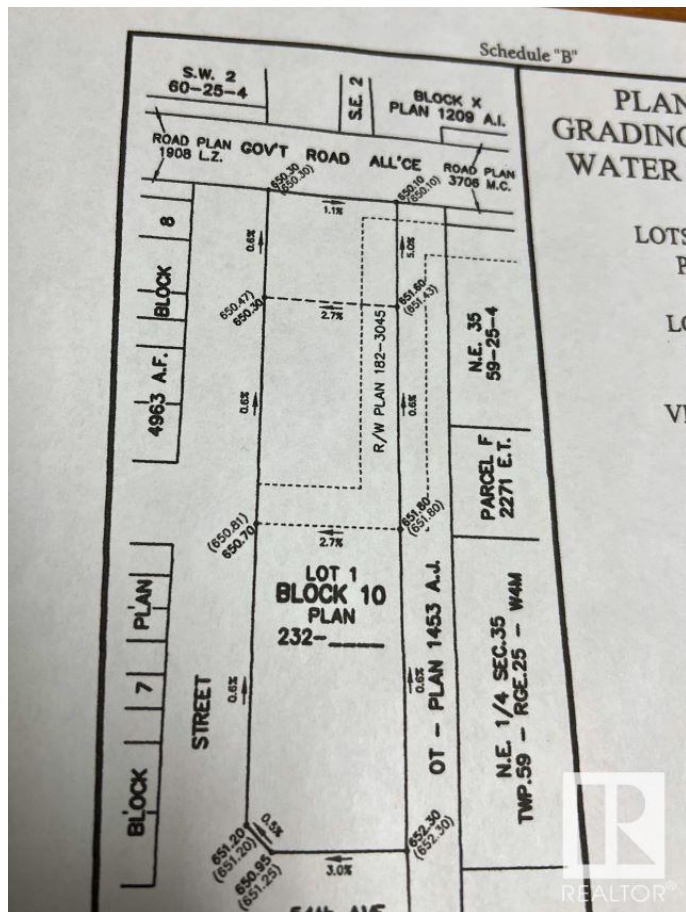 Schedule "B"
PLAN
GRADING
WATER
LOTS
S.W. 2
60-25-4
S.E. 2
BLOCK X
PLAN 1209 A.I.
ROAD PLAN
1908 L.Z.
GOV'T ROAD ALL'CE
ROAD PLAN
3706 M.C.
650.30
(650.30)
1.1%
650.10
(650.10)
BLOCK 8
0.6%
5.0%
(650.47)
650.30
2.7%
651.60
(651.43)
N.E. 35
59-25-4
4963 A.F.
0.6%
R/W PLAN 182-3045
0.6%
PARCEL F
2271 E.T.
(650.81)
650.70
2.7%
651.60
(651.80)
LOT 1
BLOCK 10
PLAN
232-______
OT - PLAN 1453 A.J.
BLOCK 7 PLAN
STREET
0.6%
0.6%
N.E. 1/4 SEC.35
TWP.59 - RGE.25 - W4M
651.20
(651.20)
0.5%
650.95
(651.25)
3.0%
652.30
(652.30)
54th AVE
REALTOR®